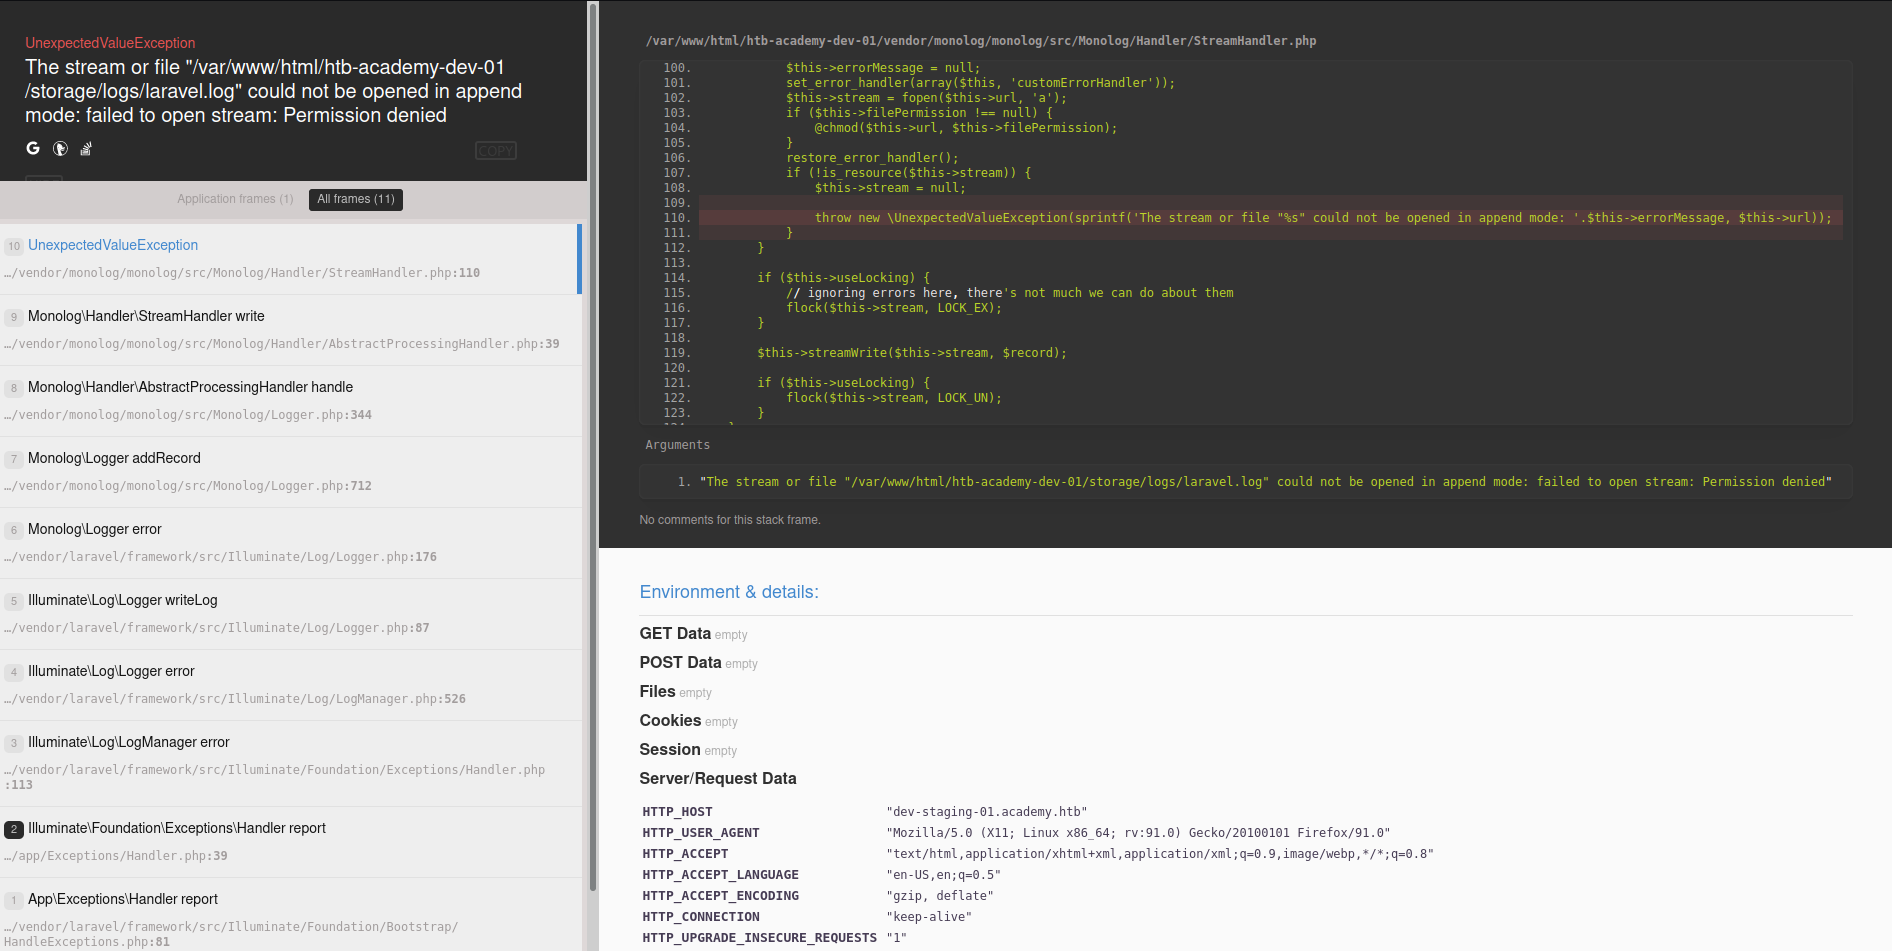 UnexpectedValueException
The stream or file "/var/www/html/htb-academy-dev-01
/storage/logs/laravel.log" could not be opened in append
mode: failed to open stream: Permission denied
COPY
Application frames (1) All frames (11)
10 UnexpectedValueException
…/vendor/monolog/monolog/src/Monolog/Handler/StreamHandler.php:110
9 Monolog\Handler\StreamHandler write
…/vendor/monolog/monolog/src/Monolog/Handler/AbstractProcessingHandler.php:39
8 Monolog\Handler\AbstractProcessingHandler handle
…/vendor/monolog/monolog/src/Monolog/Logger.php:344
7 Monolog\Logger addRecord
…/vendor/monolog/monolog/src/Monolog/Logger.php:712
6 Monolog\Logger error
…/vendor/laravel/framework/src/Illuminate/Log/Logger.php:176
5 Illuminate\Log\Logger writeLog
…/vendor/laravel/framework/src/Illuminate/Log/Logger.php:87
4 Illuminate\Log\Logger error
…/vendor/laravel/framework/src/Illuminate/Log/LogManager.php:526
3 Illuminate\Log\LogManager error
…/vendor/laravel/framework/src/Illuminate/Foundation/Exceptions/Handler.php
:113
2 Illuminate\Foundation\Exceptions\Handler report
…/app/Exceptions/Handler.php:39
1 App\Exceptions\Handler report
…/vendor/laravel/framework/src/Illuminate/Foundation/Bootstrap/
HandleExceptions.php:81
/var/www/html/htb-academy-dev-01/vendor/monolog/monolog/src/Monolog/Handler/StreamHandler.php
100. $this->errorMessage = null;
101. set_error_handler(array($this, 'customErrorHandler'));
102. $this->stream = fopen($this->url, 'a');
103. if ($this->filePermission !== null) {
104. @chmod($this->url, $this->filePermission);
105. }
106. restore_error_handler();
107. if (!is_resource($this->stream)) {
108. $this->stream = null;
109.
110. throw new \UnexpectedValueException(sprintf('The stream or file "%s" could not be opened in append mode: '.$this->errorMessage, $this->url));
111. }
112. }
113.
114. if ($this->useLocking) {
115. // ignoring errors here, there's not much we can do about them
116. flock($this->stream, LOCK_EX);
117. }
118.
119. $this->streamWrite($this->stream, $record);
120.
121. if ($this->useLocking) {
122. flock($this->stream, LOCK_UN);
123. }
Arguments
1. "The stream or file "/var/www/html/htb-academy-dev-01/storage/logs/laravel.log" could not be opened in append mode: failed to open stream: Permission denied"
No comments for this stack frame.
Environment & details:
GET Data empty
POST Data empty
Files empty
Cookies empty
Session empty
Server/Request Data
HTTP_HOST "dev-staging-01.academy.htb"
HTTP_USER_AGENT "Mozilla/5.0 (X11; Linux x86_64; rv:91.0) Gecko/20100101 Firefox/91.0"
HTTP_ACCEPT "text/html,application/xhtml+xml,application/xml;q=0.9,image/webp,*/*;q=0.8"
HTTP_ACCEPT_LANGUAGE "en-US,en;q=0.5"
HTTP_ACCEPT_ENCODING "gzip, deflate"
HTTP_CONNECTION "keep-alive"
HTTP_UPGRADE_INSECURE_REQUESTS "1"